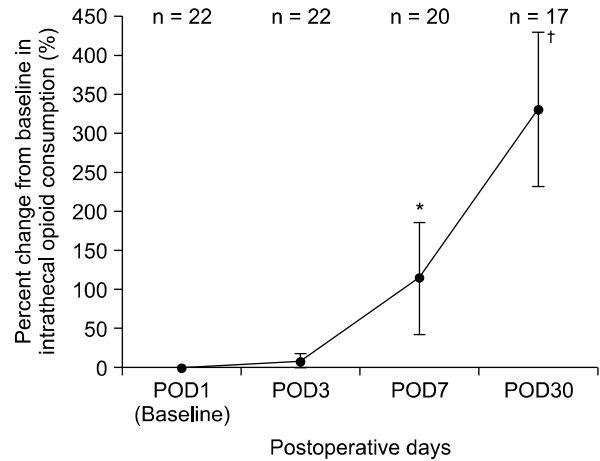 Percent change from baseline in
intrathecal opioid consumption (%)
450
400
350
300
250
200
150
100
50
0
n = 22
n = 22
n = 20
n = 17
*
†
POD1
(Baseline)
POD3
POD7
POD30
Postoperative days